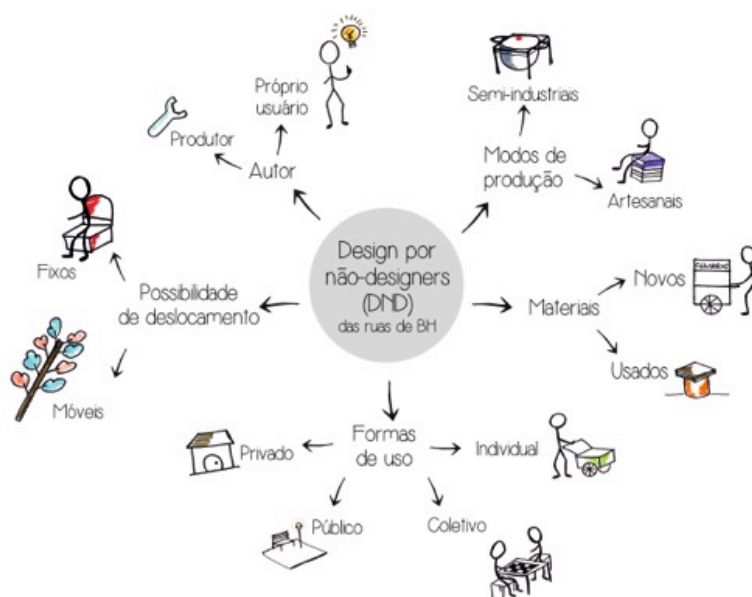 Design por
não-designers
(DND)
das ruas de BH
Autor
Produtor
Próprio
usuário
Modos de
produção
Semi-industriais
Artesanais
Materiais
Novos
Usados
Formas
de uso
Individual
Coletivo
Público
Privado
Possibilidade
de deslocamento
Fixos
Móveis